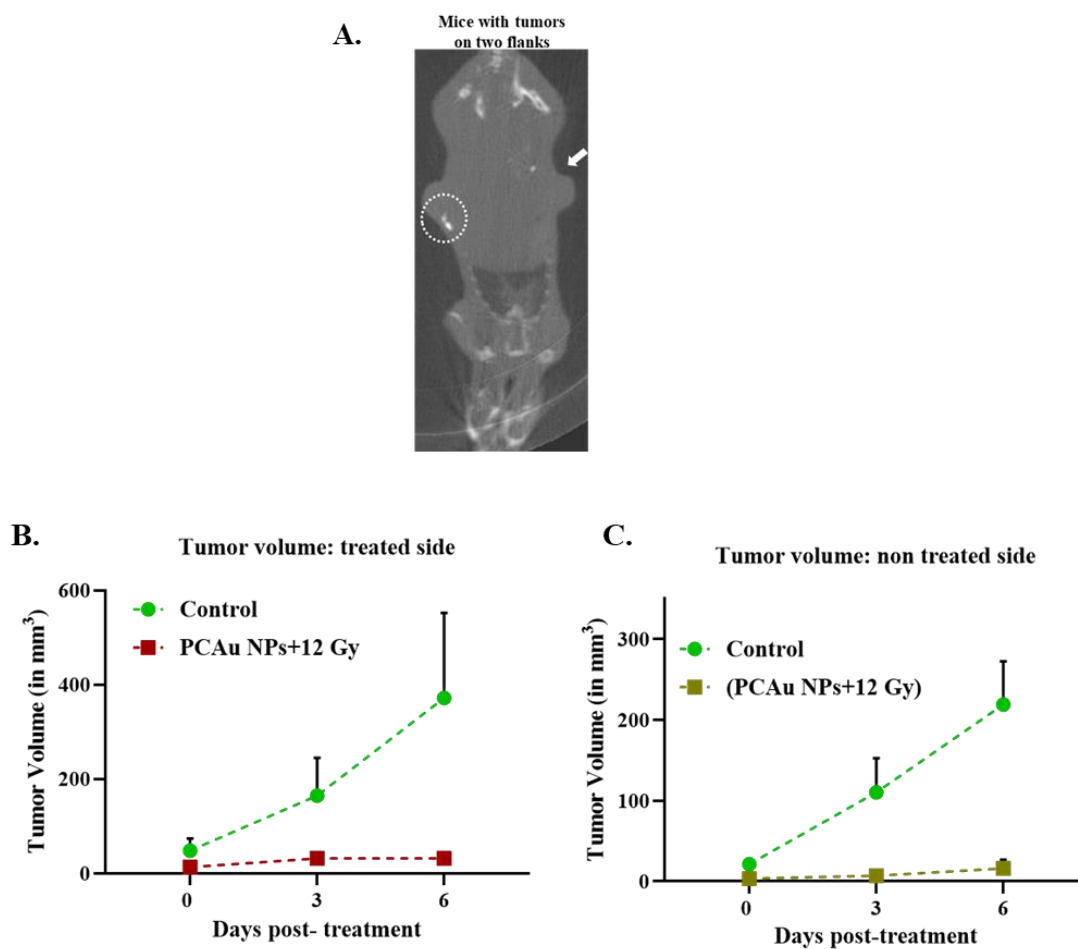 A.
Mice with tumors
on two flanks
B.
Tumor volume: treated side
Tumor Volume (in mm³)
600
400
200
0
Control
PCAu NPs+12 Gy
0 3 6
Days post- treatment
C.
Tumor volume: non treated side
Tumor Volume (in mm³)
300
200
100
0
Control
(PCAu NPs+12 Gy)
0 3 6
Days post-treatment